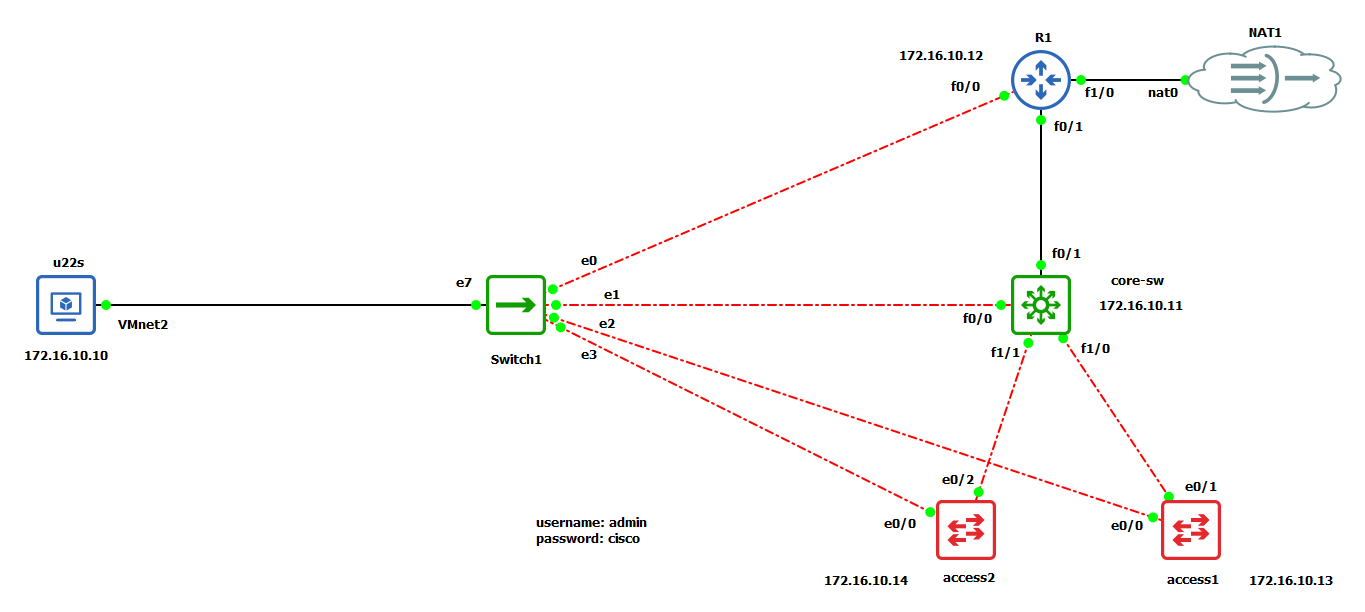 NAT1
R1
172.16.10.12
f0/0
f1/0
nat0
f0/1
f0/1
u22s
e0
core-sw
e7
e1
172.16.10.11
f0/0
VMnet2
e2
172.16.10.10
Switch1
e3
f1/1
f1/0
e0/2
e0/1
username: admin
password: cisco
e0/0
e0/0
172.16.10.14
access2
access1
172.16.10.13